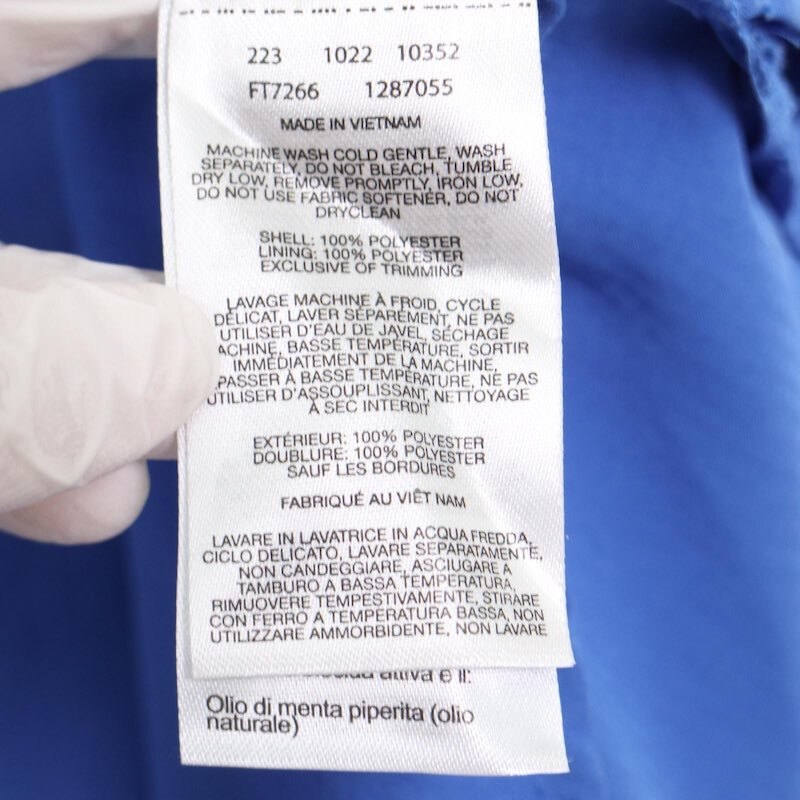 223 1022 10352
FT7266 1287055
MADE IN VIETNAM
MACHINE WASH COLD GENTLE, WASH
SEPARATELY, DO NOT BLEACH, TUMBLE
DRY LOW, REMOVE PROMPTLY, IRON LOW,
DO NOT USE FABRIC SOFTENER, DO NOT
DRYCLEAN
SHELL: 100% POLYESTER
LINING: 100% POLYESTER
EXCLUSIVE OF TRIMMING
LAVAGE MACHINE À FROID, CYCLE
DÉLICAT, LAVER SÉPARÉMENT, NE PAS
UTILISER D'EAU DE JAVEL, SÉCHAGE
ACHINE, BASSE TEMPÉRATURE, SORTIR
IMMÉDIATEMENT DE LA MACHINE,
PASSER À BASSE TEMPÉRATURE, NE PAS
UTILISER D'ASSOUPLISSANT, NETTOYAGE
À SEC INTERDIT
EXTÉRIEUR: 100% POLYESTER
DOUBLURE: 100% POLYESTER
SAUF LES BORDURES
FABRIQUÉ AU VIÊT NAM
LAVARE IN LAVATRICE IN ACQUA FREDDA,
CICLO DELICATO, LAVARE SEPARATAMENTE,
NON CANDEGGIARE, ASCIUGARE A
TAMBURO A BASSA TEMPERATURA,
RIMUOVERE TEMPESTIVAMENTE, STIRARE
CON FERRO A TEMPERATURA BASSA, NON
UTILIZZARE AMMORBIDENTE, NON LAVARE
attiva è il:
Olio di menta piperita (olio
naturale)